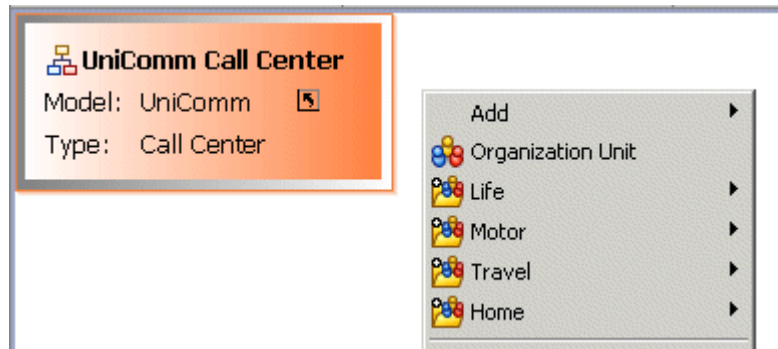 UniComm Call Center
Model: UniComm
Type: Call Center
Add
Organization Unit
Life
Motor
Travel
Home